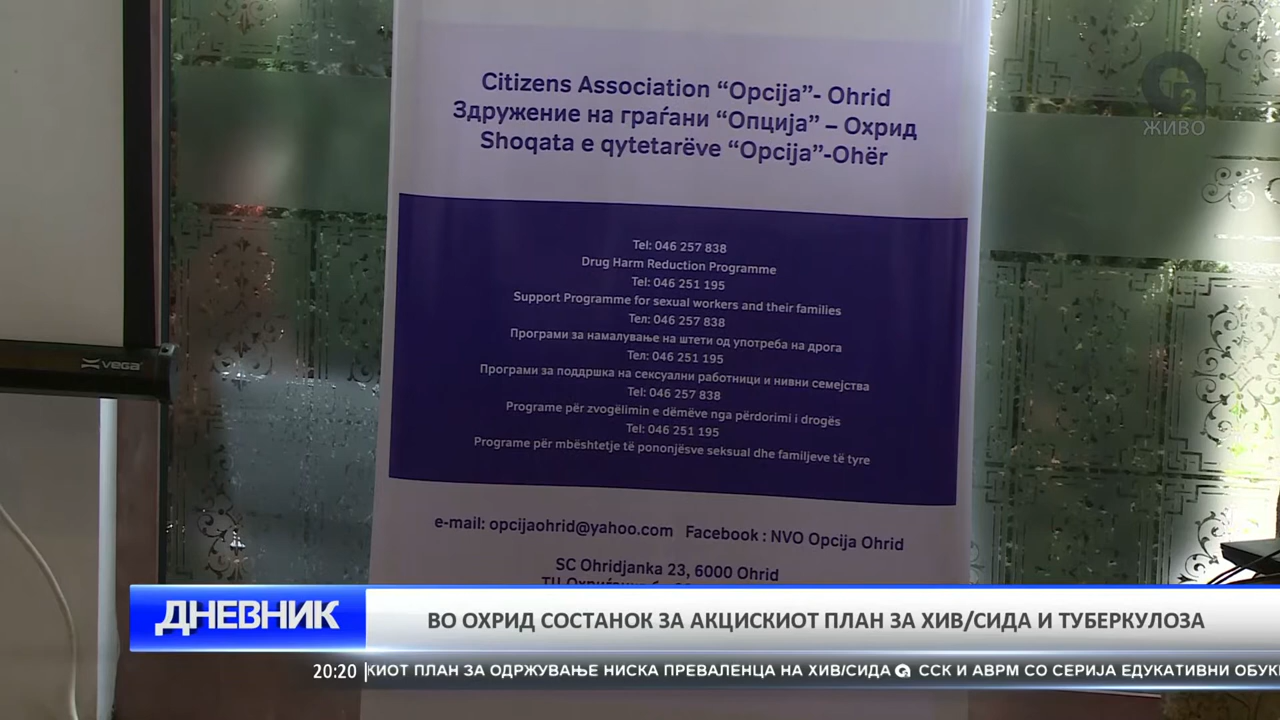 Citizens Association “Opcija”- Ohrid
Здружение на граѓани “Опција” – Охрид
Shoqata e qytetarëve “Opcija”-Ohër
2
ЖИВО
Tel: 046 257 838
Drug Harm Reduction Programme
Tel: 046 251 195
Support Programme for sexual workers and their families
Тел: 046 257 838
Програми за намалување на штети од употреба на дрога
Тел: 046 251 195
Програми за поддршка на сексуални работници и нивни семејства
Tel: 046 257 838
Programe për zvogëlimin e dëmëve nga përdorimi i drogës
Tel: 046 251 195
Programe për mbështetje të pononjësve seksual dhe familjeve të tyre
vega
e-mail: opcijaohrid@yahoo.com Facebook : NVO Opcija Ohrid
SC Ohridjanka 23, 6000 Ohrid
ДНЕВНИК
ВО ОХРИД СОСТАНОК ЗА АКЦИСКИОТ ПЛАН ЗА ХИВ/СИДА И ТУБЕРКУЛОЗА
20:20
КИОТ ПЛАН ЗА ОДРЖУВАЊЕ НИСКА ПРЕВАЛЕНЦА НА ХИВ/СИДА ССК И АВРМ СО СЕРИЈА ЕДУКАТИВНИ ОБУК